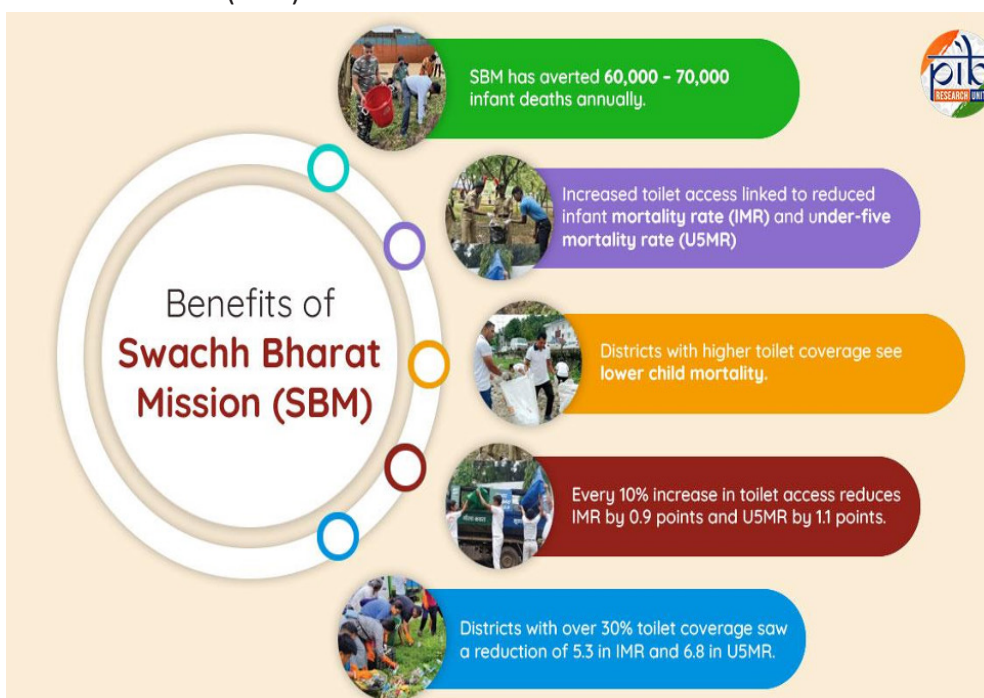 Benefits of
Swachh Bharat
Mission (SBM)
SBM has averted 60,000 – 70,000
infant deaths annually.
Increased toilet access linked to reduced
infant mortality rate (IMR) and under-five
mortality rate (U5MR)
Districts with higher toilet coverage see
lower child mortality.
Every 10% increase in toilet access reduces
IMR by 0.9 points and U5MR by 1.1 points.
Districts with over 30% toilet coverage saw
a reduction of 5.3 in IMR and 6.8 in U5MR.
pib
RESEARCH UNIT